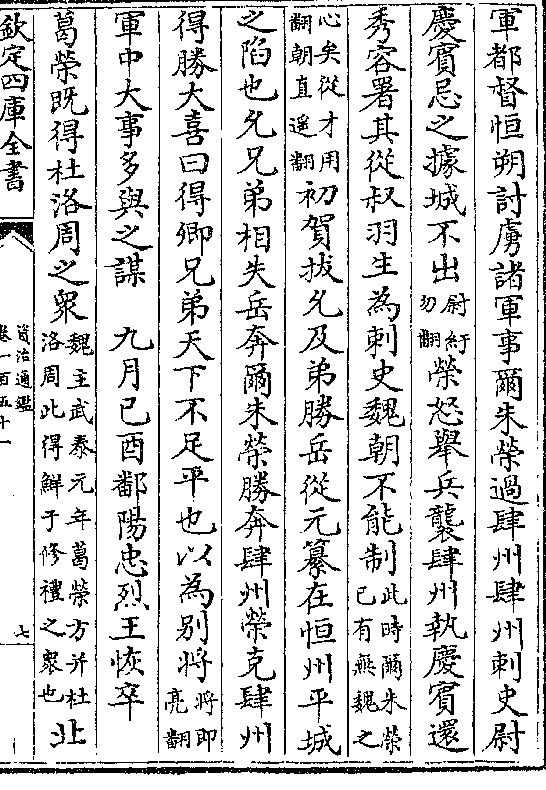 軍都督恒朔討虜諸軍事爾朱榮過肆州肆州刺史尉
慶賓忌之據城不出尉紆勿翻榮怒舉兵襲肆州執慶賓還
秀容署其從叔羽生為刺史魏朝不能制此時爾朱榮已有無魏之
心矣從才用翻朝直遥翻初賀拔允及弟勝岳從元纂在恒州平城
之陷也允兄弟相失岳奔爾朱榮勝奔肆州榮克肆州
得勝大喜曰得卿兄弟天下不足平也以為别將將即亮翻
軍中大事多與之謀 九月己酉鄱陽忠烈王恢卒
葛榮既得杜洛周之衆魏主武泰元年葛榮方并杜洛周此得鮮于修禮之衆也北
欽定四庫全書
資治通鑑
卷一百五十一
七